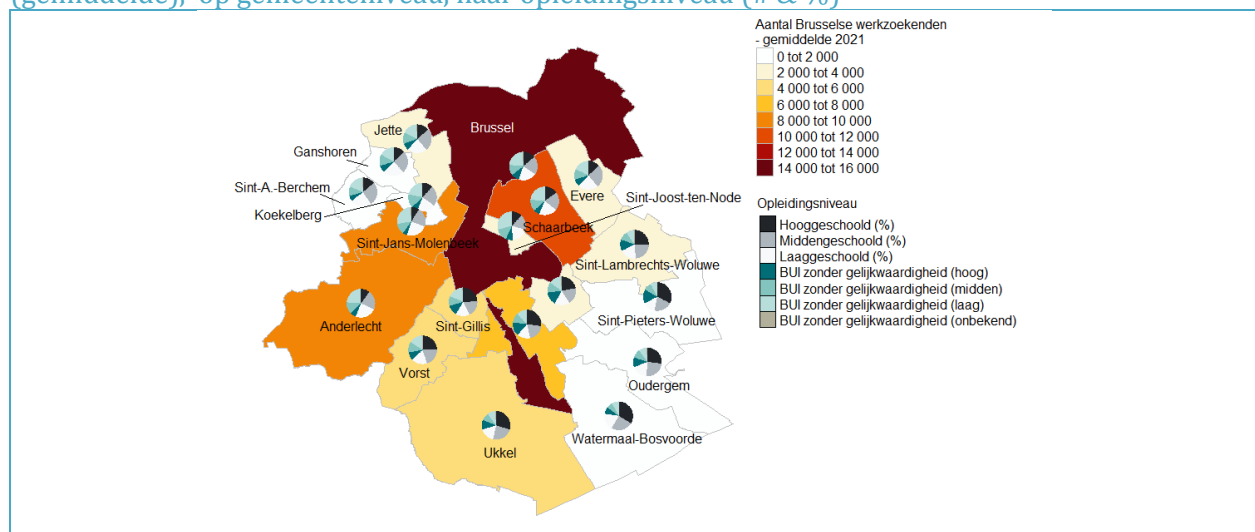 (gemiddelde), op gemeenteniveau, naar opleidingsniveau (# & %)
Aantal Brusselse werkzoekenden
- gemiddelde 2021
0 tot 2 000
2 000 tot 4 000
4 000 tot 6 000
6 000 tot 8 000
8 000 tot 10 000
10 000 tot 12 000
12 000 tot 14 000
14 000 tot 16 000
Opleidingsniveau
Hooggeschoold (%)
Middengeschoold (%)
Laaggeschoold (%)
BUI zonder gelijkwaardigheid (hoog)
BUI zonder gelijkwaardigheid (midden)
BUI zonder gelijkwaardigheid (laag)
BUI zonder gelijkwaardigheid (onbekend)
Jette
Brussel
Ganshoren
Sint-A.-Berchem
Koekelberg
Evere
Sint-Joost-ten-Node
Schaarbeek
Sint-Jans-Molenbeek
Sint-Lambrechts-Woluwe
Anderlecht
Sint-Gillis
Sint-Pieters-Woluwe
Vorst
Oudergem
Watermaal-Bosvoorde
Ukkel